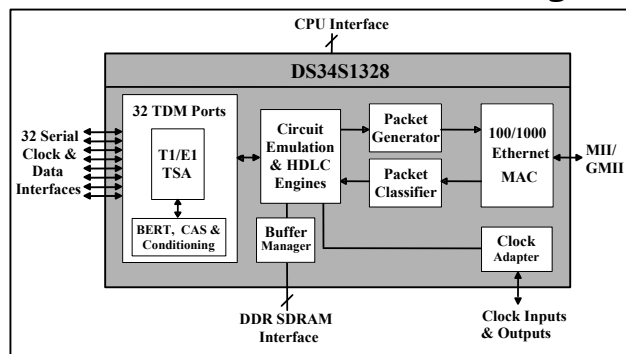 CPU Interface
DS34S1328
32 Serial
Clock &
Data
Interfaces
32 TDM Ports
T1/E1
TSA
BERT, CAS &
Conditioning
Circuit
Emulation
& HDLC
Engines
Buffer
Manager
Packet
Generator
Packet
Classifier
100/1000
Ethernet
MAC
MII/
GMII
Clock
Adapter
DDR SDRAM
Interface
Clock Inputs
& Outputs